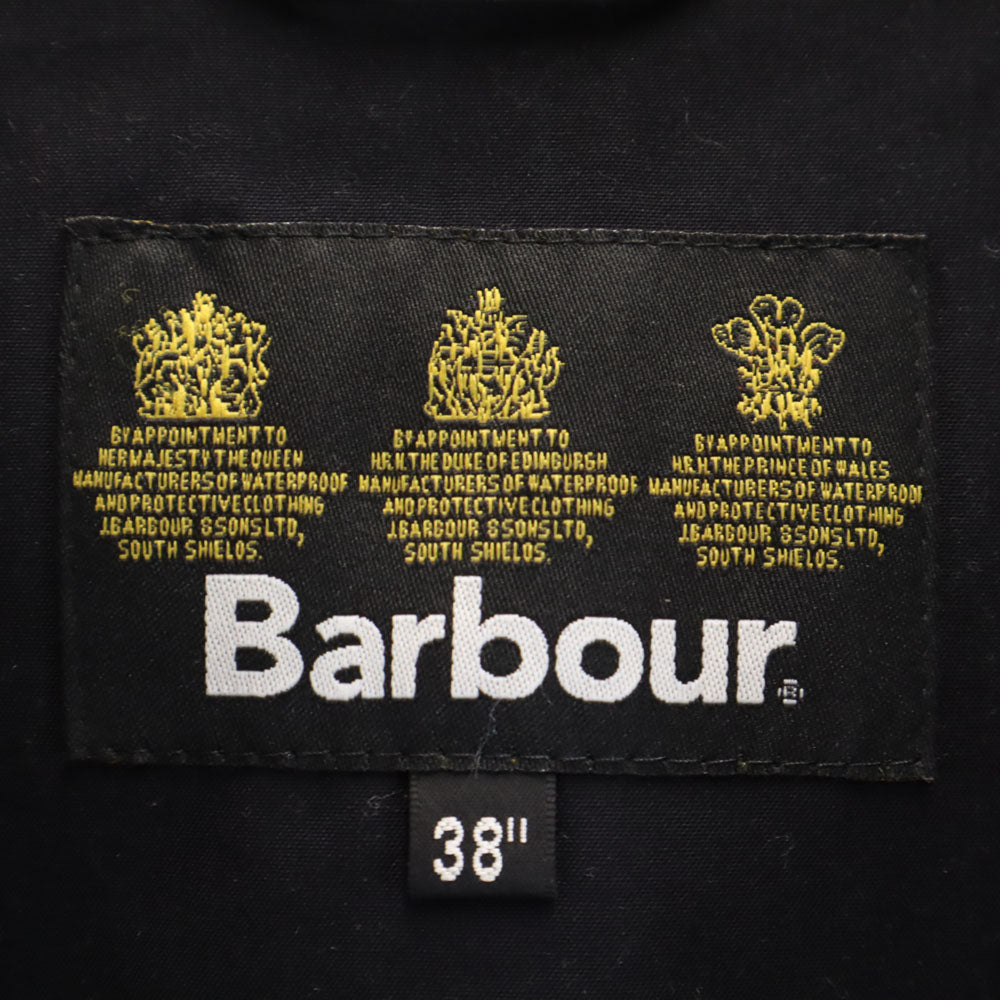 BY APPOINTMENT TO
HER MAJESTY THE QUEEN
MANUFACTURERS OF WATERPROOF
AND PROTECTIVE CLOTHING
J.BARBOUR & SONS LTD,
SOUTH SHIELDS.
BY APPOINTMENT TO
H.R.H. THE DUKE OF EDINBURGH
MANUFACTURERS OF WATERPROOF
AND PROTECTIVE CLOTHING
J.BARBOUR & SONS LTD,
SOUTH SHIELDS.
BY APPOINTMENT TO
H.R.H. THE PRINCE OF WALES
MANUFACTURERS OF WATERPROOF
AND PROTECTIVE CLOTHING
J.BARBOUR & SONS LTD,
SOUTH SHIELDS.
Barbour®
38"